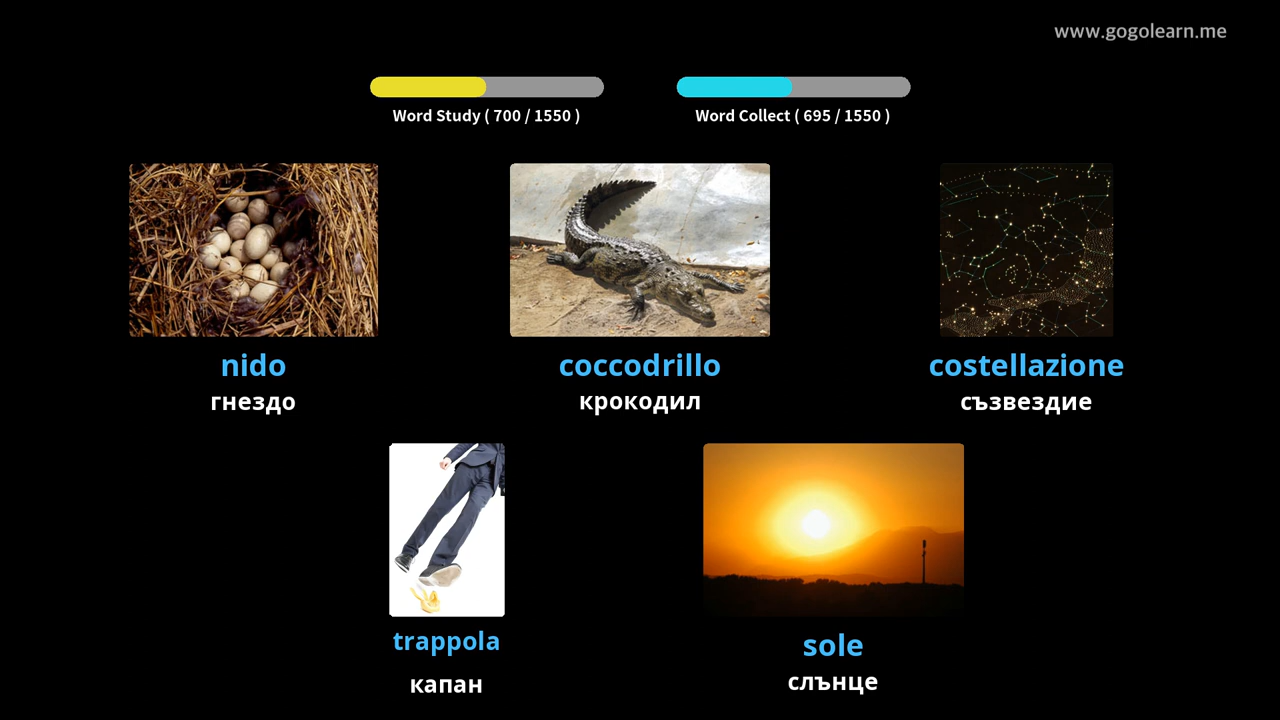 www.gogolearn.me
Word Study ( 700 / 1550 )
Word Collect ( 695 / 1550 )
nido
гнездо
coccodrillo
крокодил
costellazione
съзвездие
trappola
капан
sole
слънце